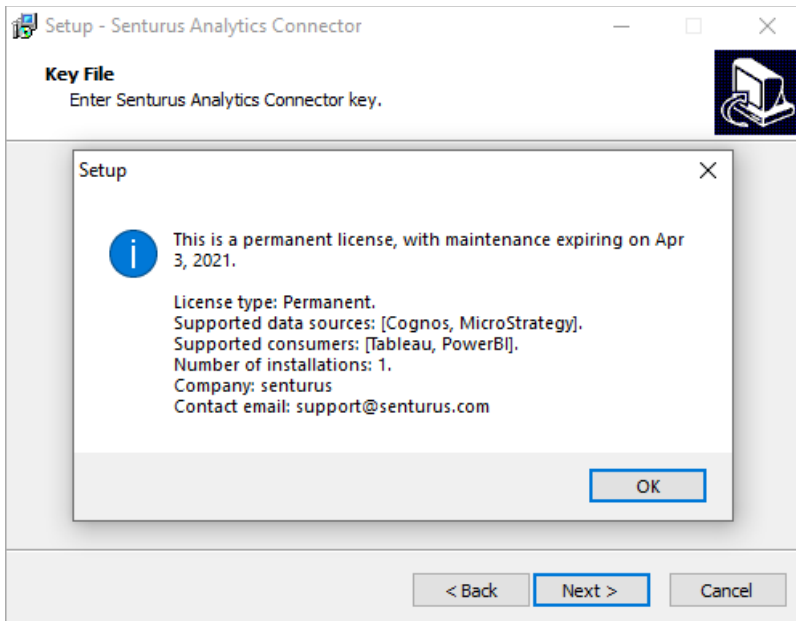 Setup - Senturus Analytics Connector
Key File
Enter Senturus Analytics Connector key.
Setup
This is a permanent license, with maintenance expiring on Apr
3, 2021.
License type: Permanent.
Supported data sources: [Cognos, MicroStrategy].
Supported consumers: [Tableau, PowerBI].
Number of installations: 1.
Company: senturus
Contact email: support@senturus.com
OK
< Back Next > Cancel